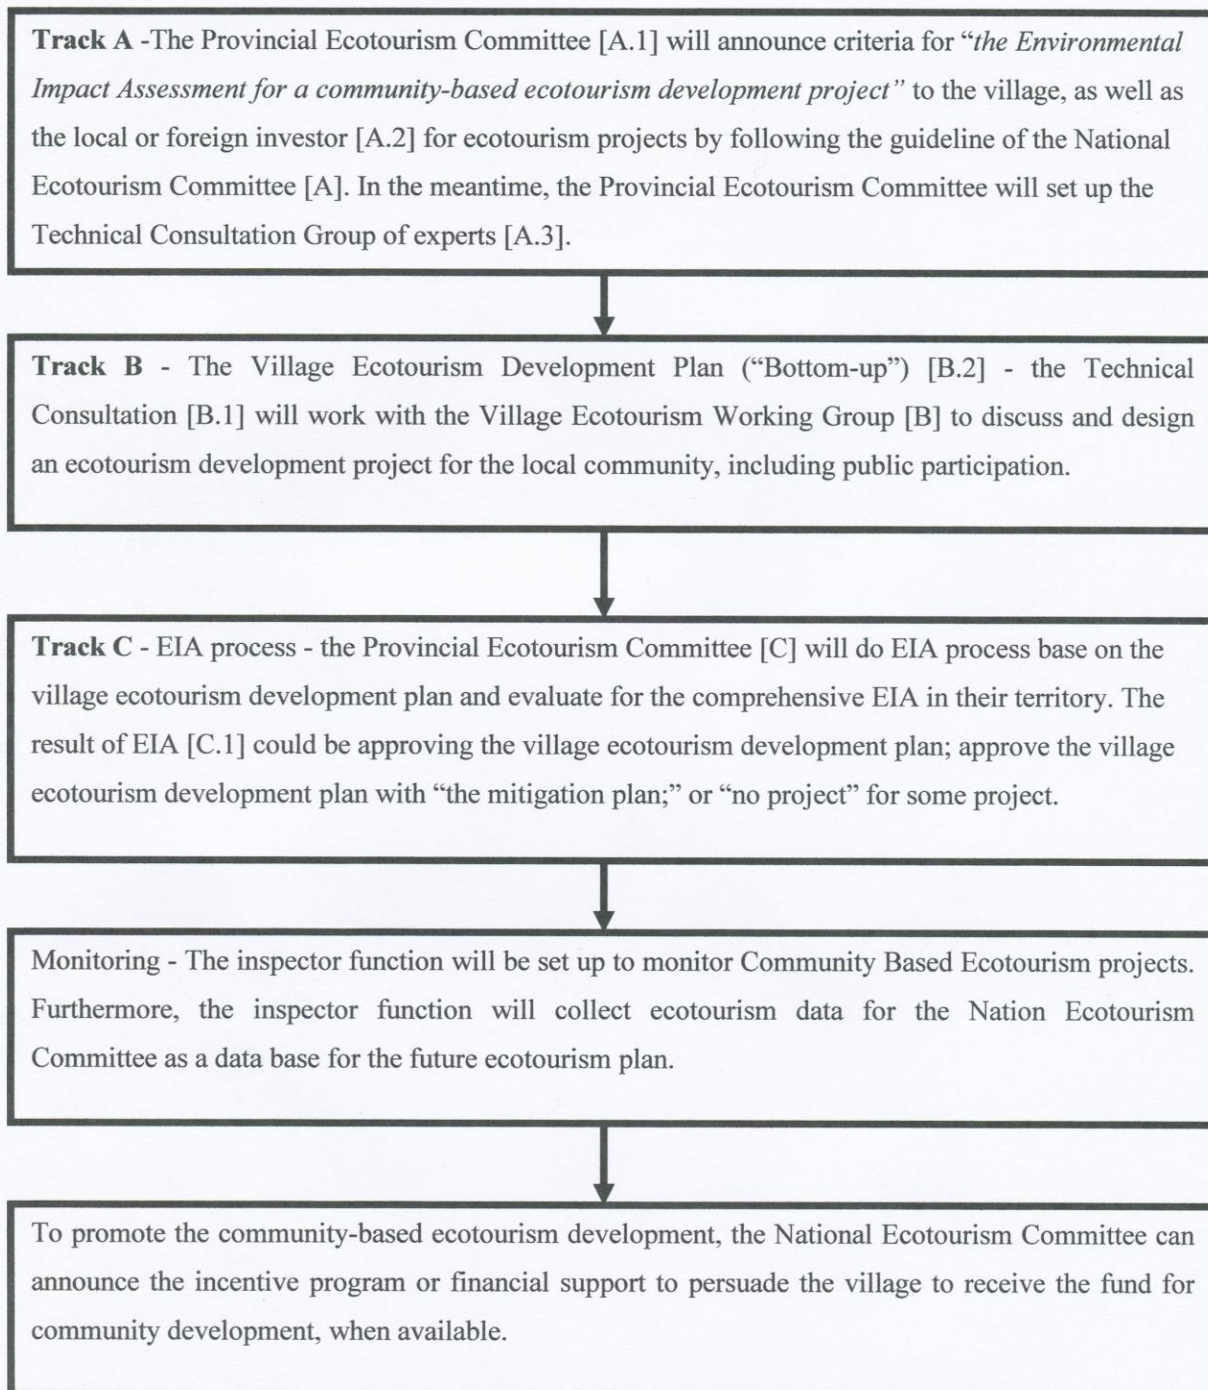 Track A -The Provincial Ecotourism Committee [A.1] will announce criteria for “the Environmental
Impact Assessment for a community-based ecotourism development project” to the village, as well as
the local or foreign investor [A.2] for ecotourism projects by following the guideline of the National
Ecotourism Committee [A]. In the meantime, the Provincial Ecotourism Committee will set up the
Technical Consultation Group of experts [A.3].
Track B - The Village Ecotourism Development Plan (“Bottom-up”) [B.2] - the Technical
Consultation [B.1] will work with the Village Ecotourism Working Group [B] to discuss and design
an ecotourism development project for the local community, including public participation.
Track C - EIA process - the Provincial Ecotourism Committee [C] will do EIA process base on the
village ecotourism development plan and evaluate for the comprehensive EIA in their territory. The
result of EIA [C.1] could be approving the village ecotourism development plan; approve the village
ecotourism development plan with “the mitigation plan;” or “no project” for some project.
Monitoring - The inspector function will be set up to monitor Community Based Ecotourism projects.
Furthermore, the inspector function will collect ecotourism data for the Nation Ecotourism
Committee as a data base for the future ecotourism plan.
To promote the community-based ecotourism development, the National Ecotourism Committee can
announce the incentive program or financial support to persuade the village to receive the fund for
community development, when available.